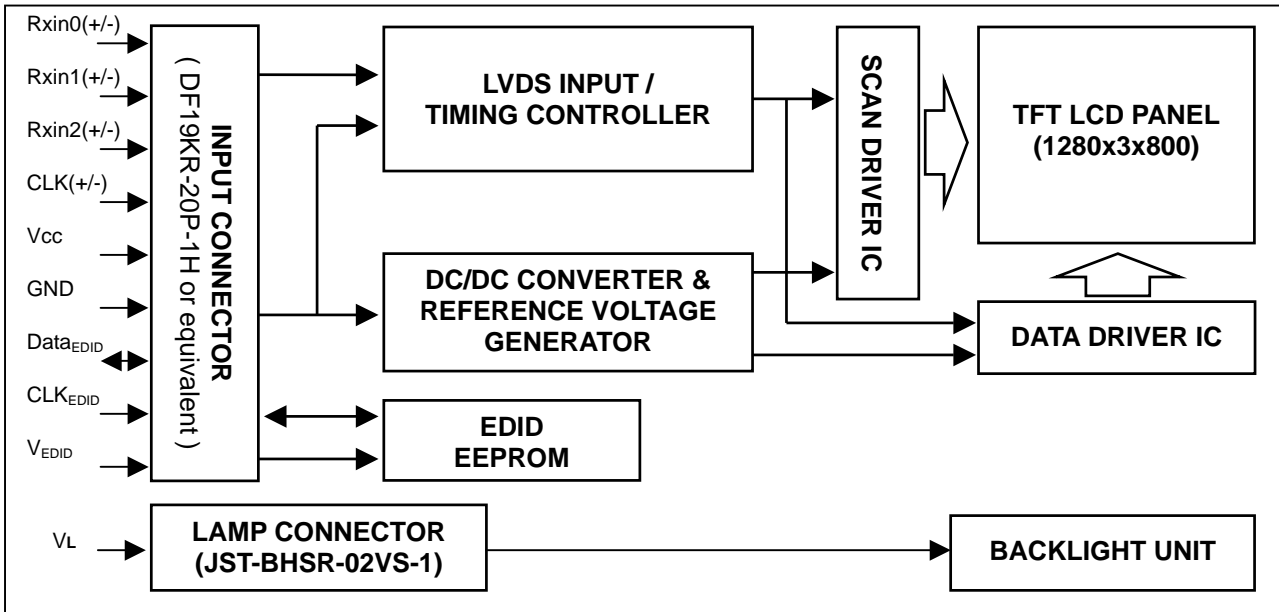 Rxin0(+/-)
Rxin1(+/-)
Rxin2(+/-)
CLK(+/-)
Vcc
GND
DataEDID
CLKEDID
VEDID
VL
INPUT CONNECTOR
( DF19KR-20P-1H or equivalent )
LVDS INPUT /
TIMING CONTROLLER
DC/DC CONVERTER &
REFERENCE VOLTAGE
GENERATOR
EDID
EEPROM
SCAN DRIVER IC
TFT LCD PANEL
(1280x3x800)
DATA DRIVER IC
LAMP CONNECTOR
(JST-BHSR-02VS-1)
BACKLIGHT UNIT